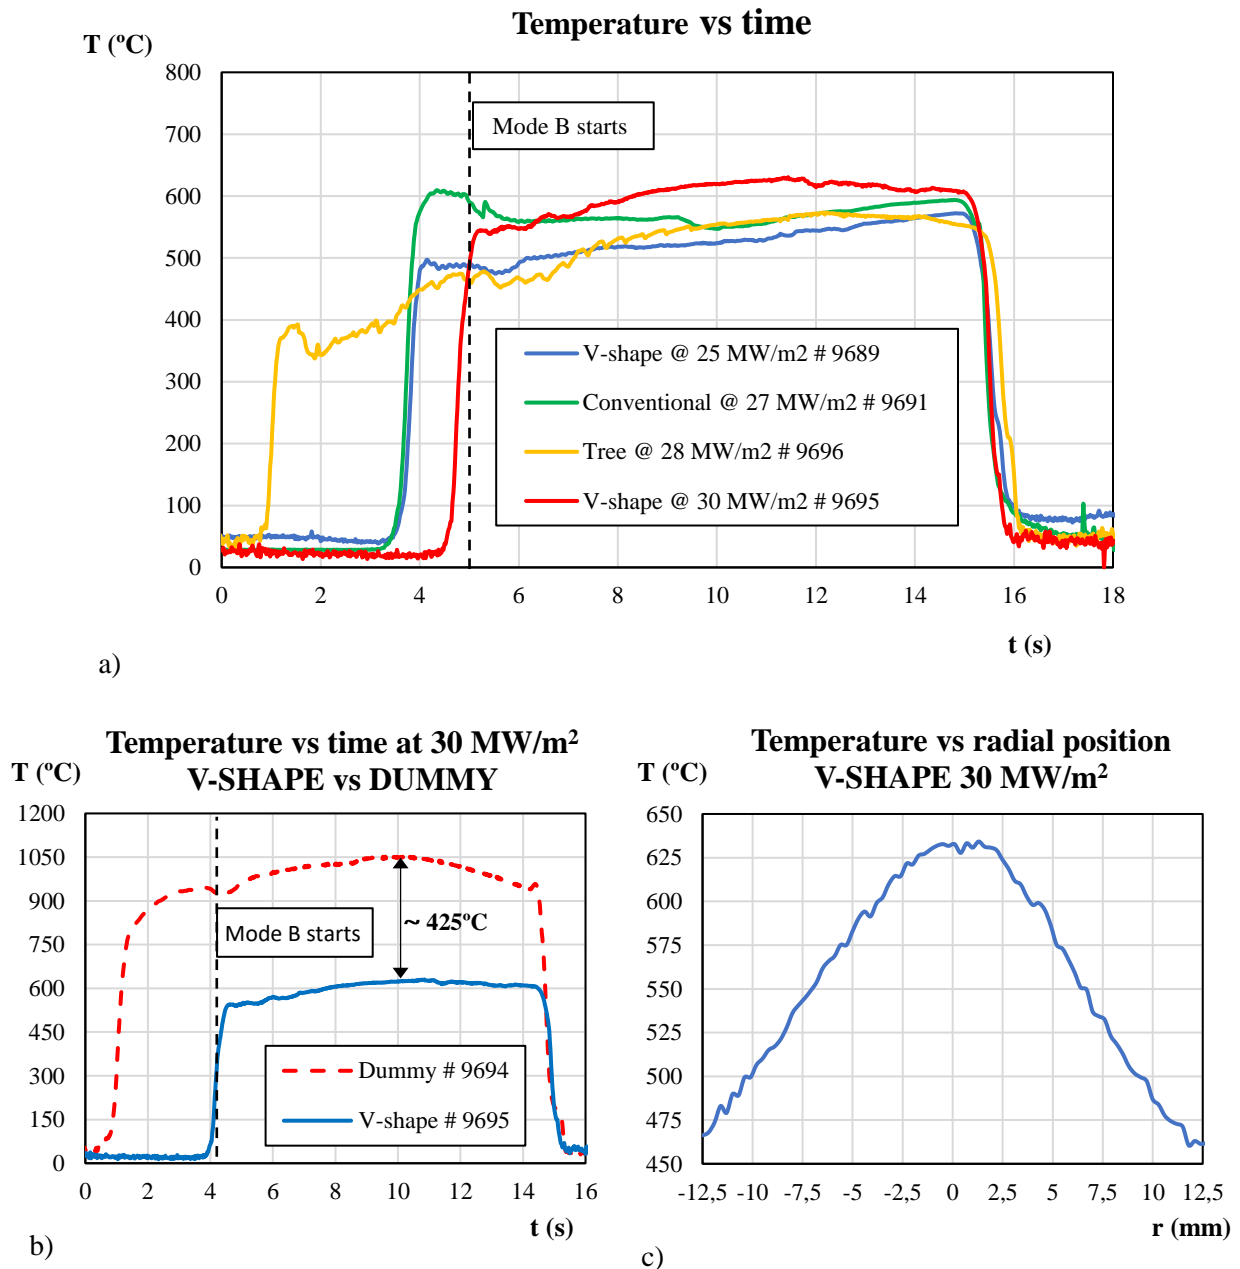 Temperature vs time
T (ºC)
800
700
600
500
400
300
200
100
0
Mode B starts
V-shape @ 25 MW/m2 # 9689
Conventional @ 27 MW/m2 # 9691
Tree @ 28 MW/m2 # 9696
V-shape @ 30 MW/m2 # 9695
0 2 4 6 8 10 12 14 16 18
t (s)
a)
Temperature vs time at 30 MW/m²
V-SHAPE vs DUMMY
T (ºC)
1200
1050
900
750
600
450
300
150
0
Mode B starts
~ 425ºC
Dummy # 9694
V-shape # 9695
0 2 4 6 8 10 12 14 16
t (s)
b)
Temperature vs radial position
V-SHAPE 30 MW/m²
T (ºC)
650
625
600
575
550
525
500
475
450
-12,5 -10 -7,5 -5 -2,5 0 2,5 5 7,5 10 12,5
r (mm)
c)